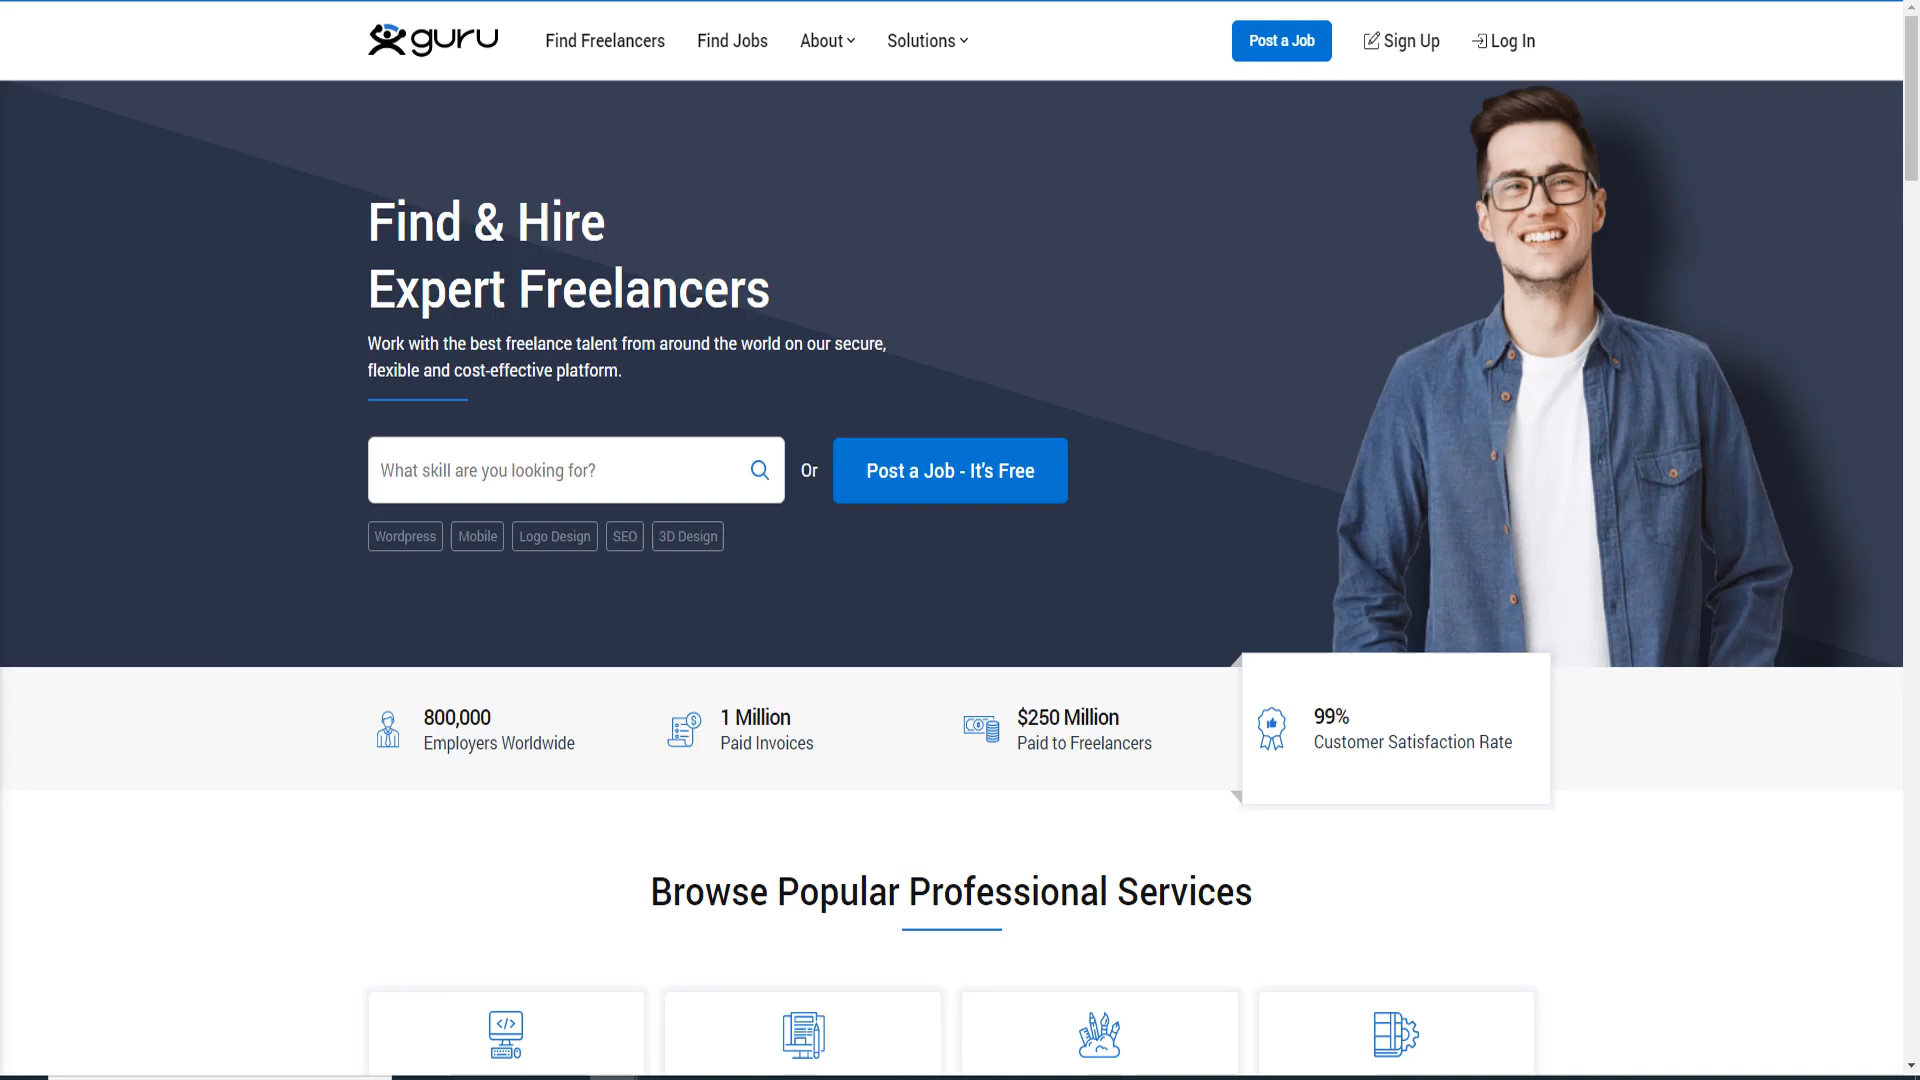 guru
Find Freelancers
Find Jobs
About
Solutions
Post a Job
Sign Up
Log In
Find & Hire
Expert Freelancers
Work with the best freelance talent from around the world on our secure,
flexible and cost-effective platform.
What skill are you looking for?
Or
Post a Job - It's Free
Wordpress
Mobile
Logo Design
SEO
3D Design
800,000
Employers Worldwide
1 Million
Paid Invoices
$250 Million
Paid to Freelancers
99%
Customer Satisfaction Rate
Browse Popular Professional Services